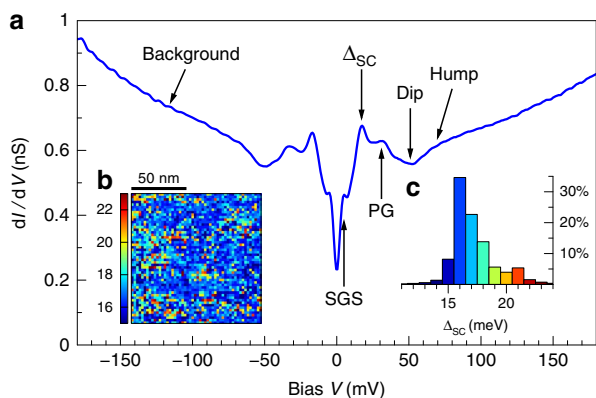 a
1
0.8
0.6
0.4
0.2
0
dI / dV (nS)
−150 −100 −50 0 50 100 150
Bias V (mV)
Background
ΔSC
Hump
Dip
PG
SGS
b
50 nm
22
20
18
16
c
30%
20%
10%
15 20
ΔSC (meV)